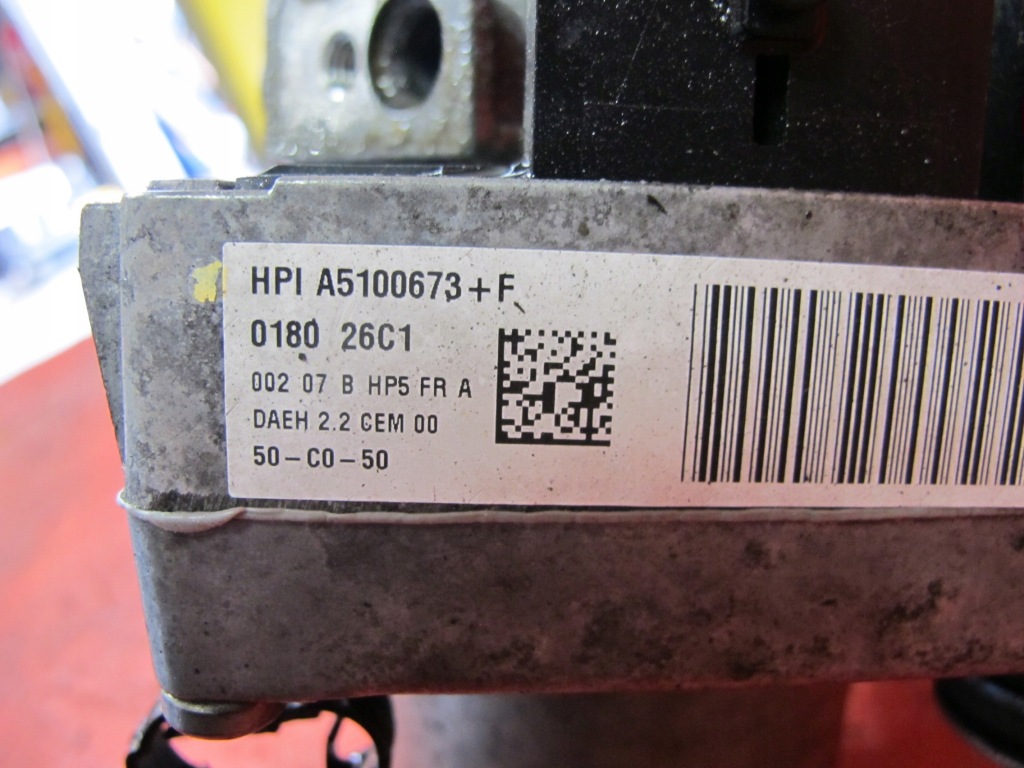 HPI A5100673+F
0180 26C1
002 07 B HP5 FR A
DAEH 2.2 CEM 00
50-C0-50